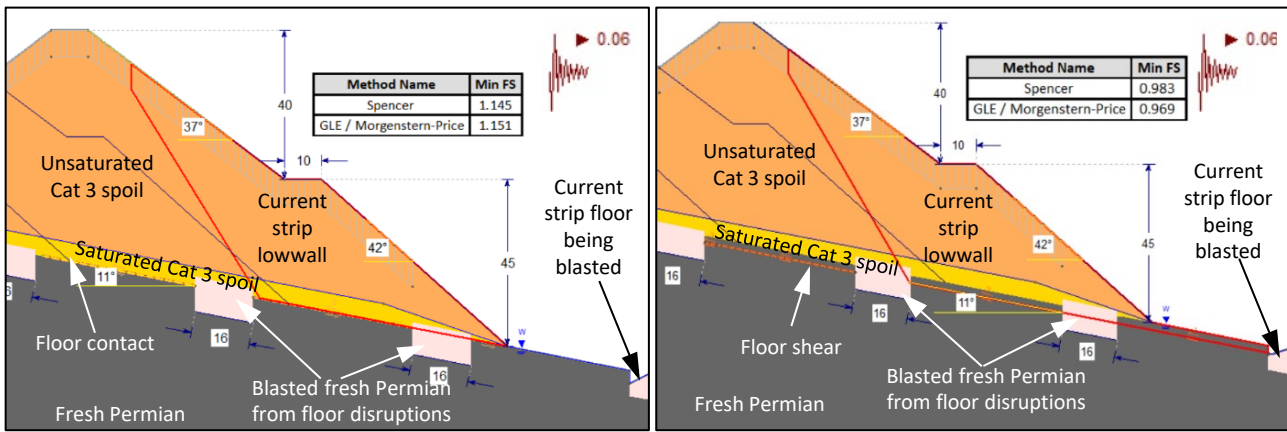 0.06
Method Name Min FS
Spencer 1.145
GLE / Morgenstern-Price 1.151
40
37°
10
Unsaturated
Cat 3 spoil
Current
strip
lowwall
Current
strip floor
being
blasted
42°
45
Saturated Cat 3 spoil
11°
W
16
Floor contact
16
Blasted fresh Permian
from floor disruptions
Fresh Permian
0.06
Method Name Min FS
Spencer 0.983
GLE / Morgenstern-Price 0.969
40
37°
10
Unsaturated
Cat 3 spoil
Current
strip
lowwall
Current
strip floor
being
blasted
42°
45
Saturated Cat 3 spoil
16
11°
W
16
Floor shear
16
Blasted fresh Permian
from floor disruptions
Fresh Permian